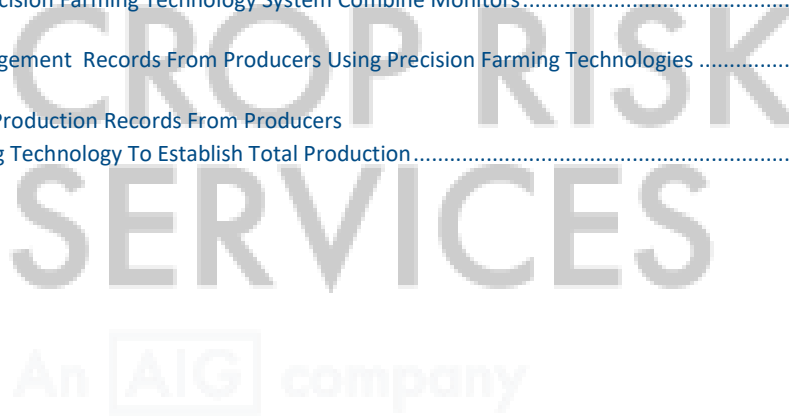 cision Farming Technology System Combine Monitors
CROP RISK
gement Records From Producers Using Precision Farming Technologies
Production Records From Producers
g Technology To Establish Total Production
SERVICES
An AIG company